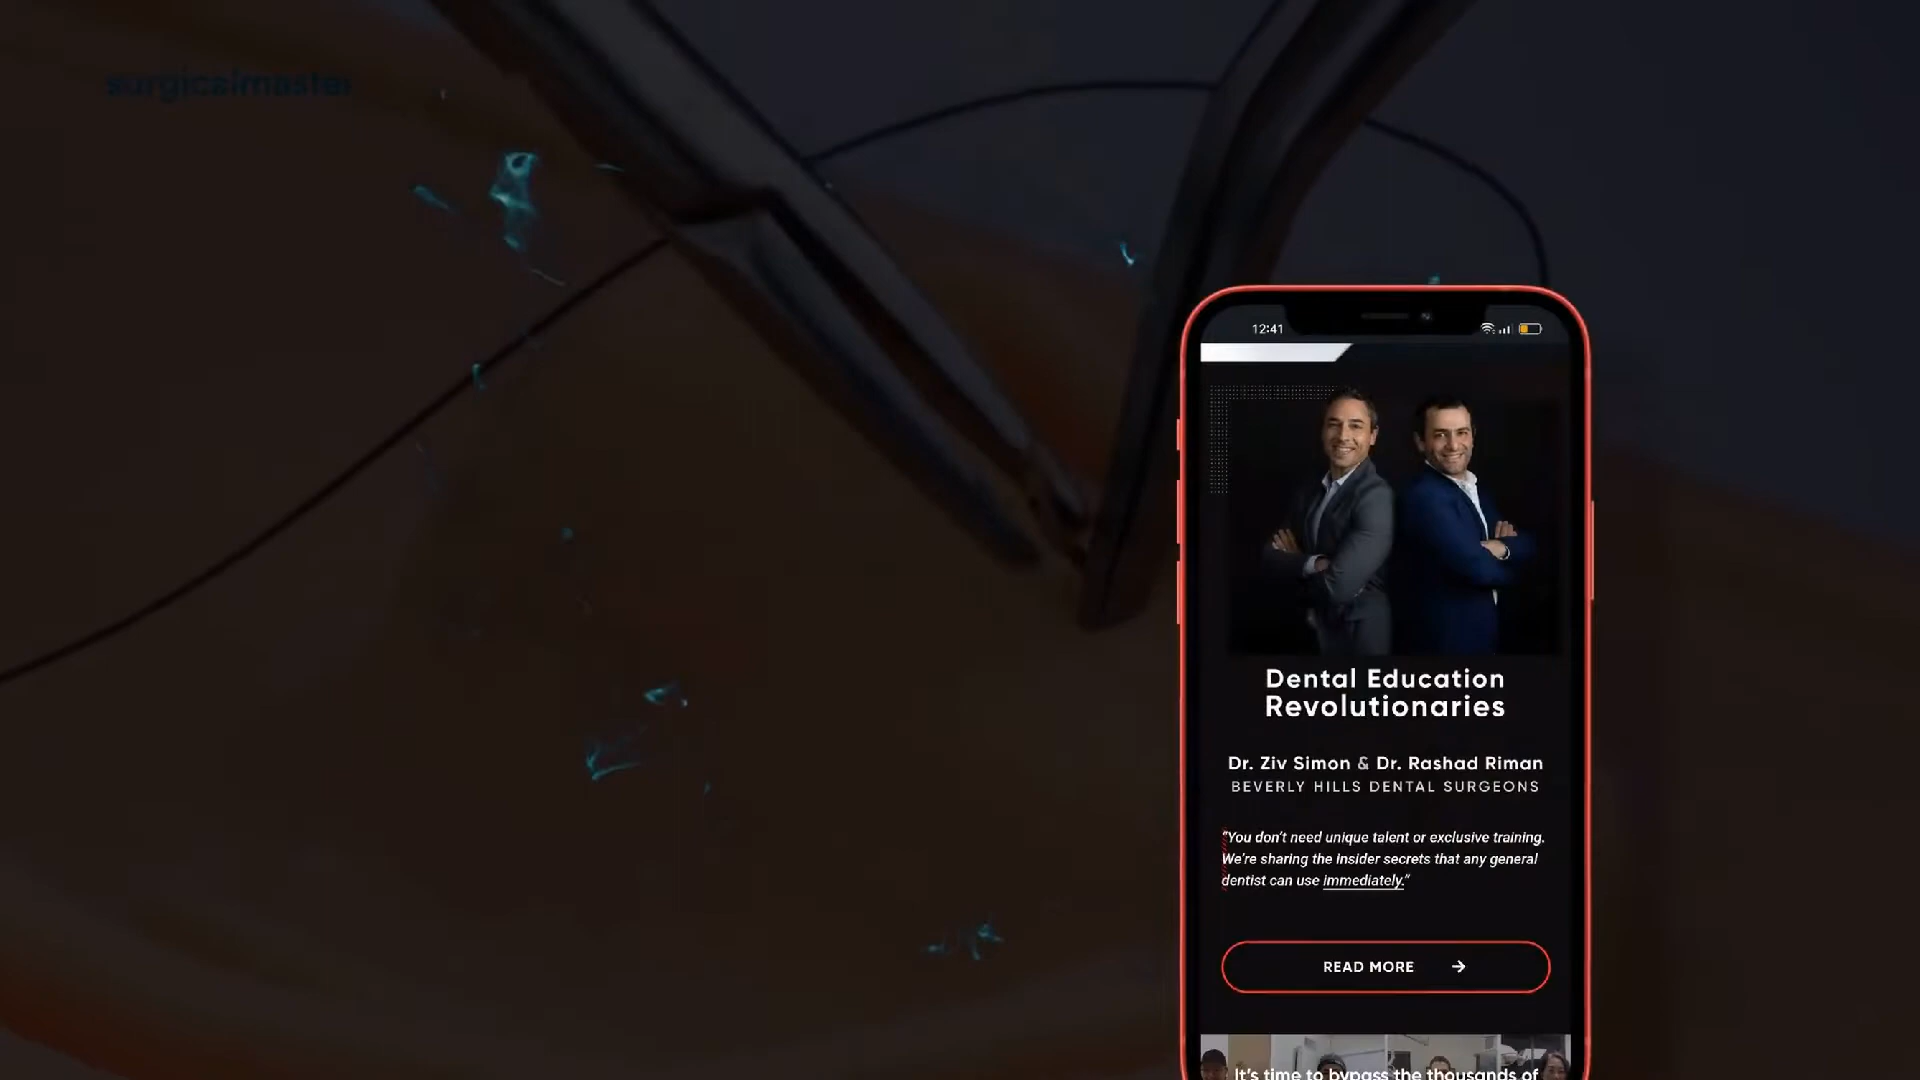 surgicalmaster
12:41
Dental Education
Revolutionaries
Dr. Ziv Simon & Dr. Rashad Riman
BEVERLY HILLS DENTAL SURGEONS
“You don’t need unique talent or exclusive training.
We’re sharing the insider secrets that any general
dentist can use immediately.”
READ MORE
It’s time to bypass the thousands of